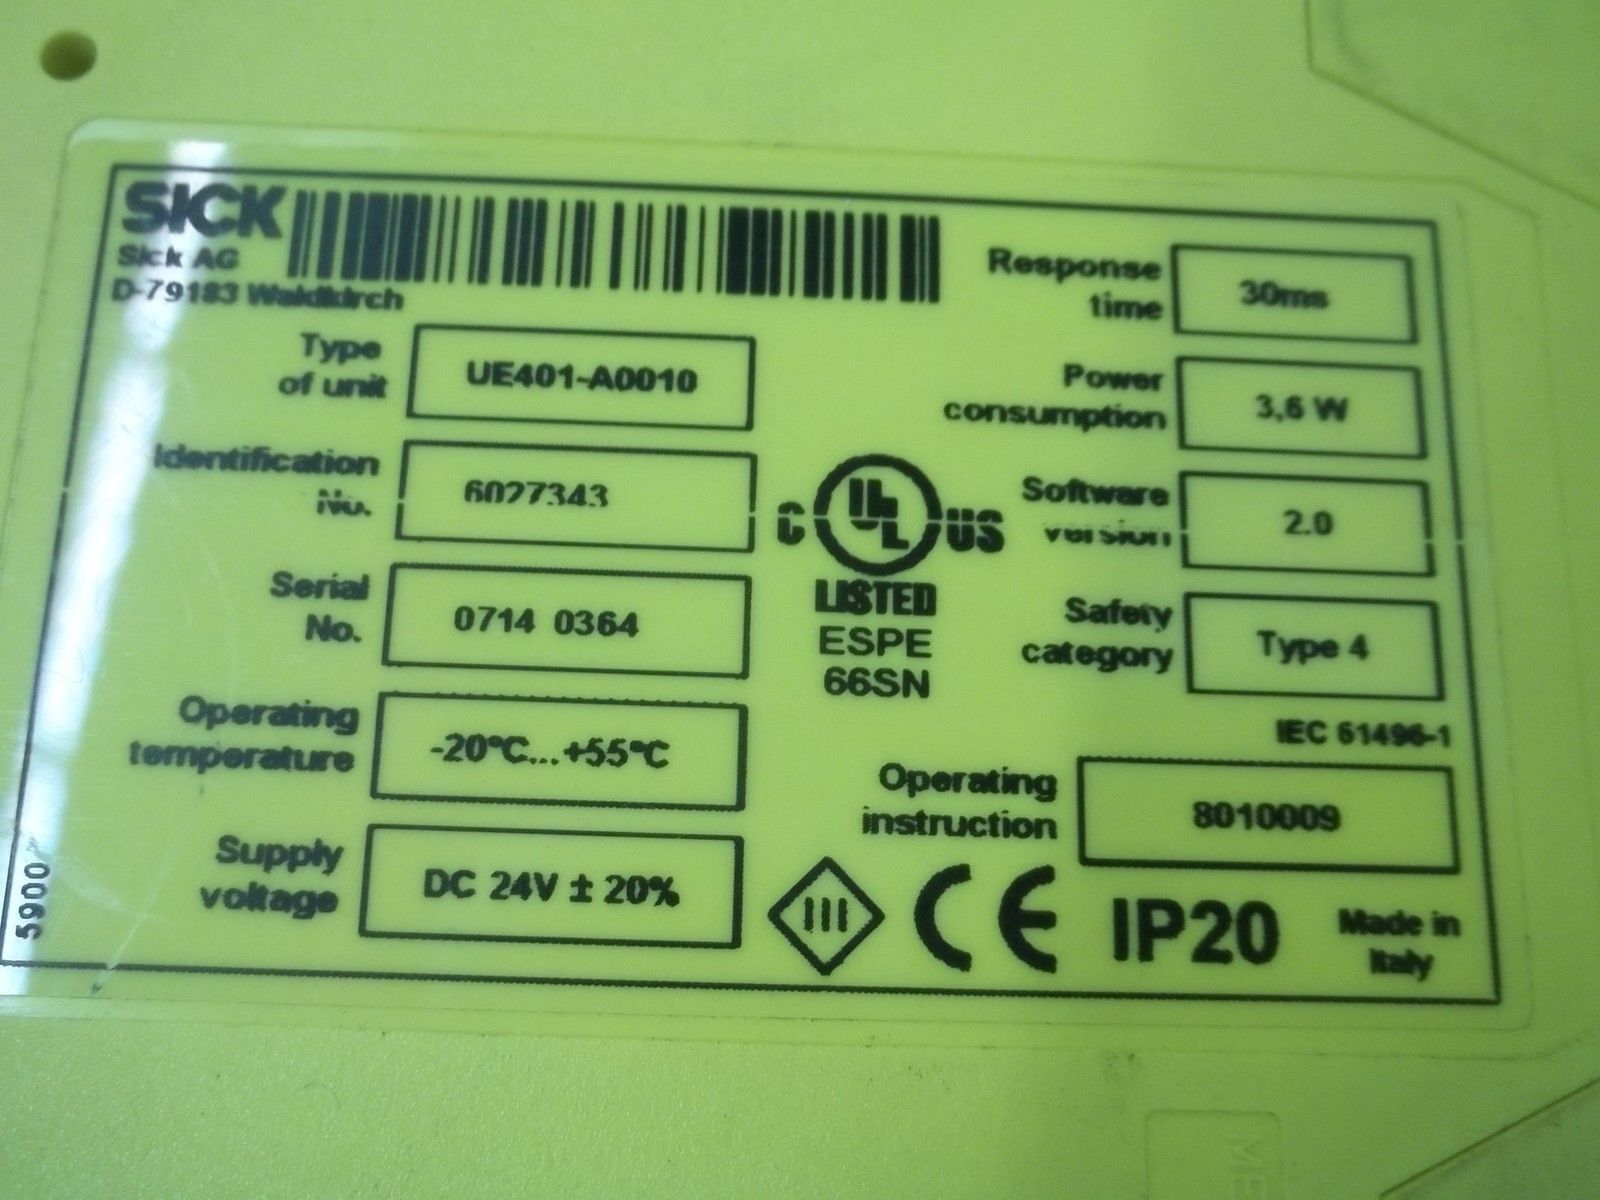 SICK
Sick AG
D-79183 Waldkirch
Type
of unit
UE401-A0010
Identification
No.
6027343
Serial
No.
0714 0364
Operating
temperature
-20°C...+55°C
Supply
voltage
DC 24V ± 20%
5900
C UL US
LISTED
ESPE
66SN
Response
time
30ms
Power
consumption
3,6 W
Software
version
2.0
Safety
category
Type 4
IEC 61496-1
Operating
instruction
8010009
III
CE IP20
Made in
Italy